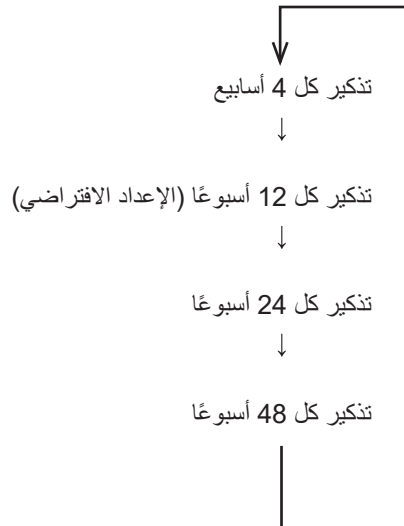 تذكير كل 4 أسابيع
↓
تذكير كل 12 أسبوعًا (الإعداد الافتراضي)
↓
تذكير كل 24 أسبوعًا
↓
تذكير كل 48 أسبوعًا